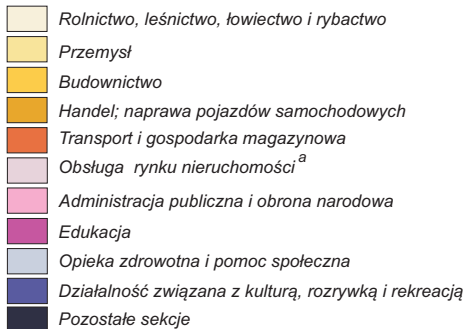 Rolnictwo, leśnictwo, łowiectwo i rybactwo
Przemysł
Budownictwo
Handel; naprawa pojazdów samochodowych
Transport i gospodarka magazynowa
Obsługa rynku nieruchomości a
Administracja publiczna i obrona narodowa
Edukacja
Opieka zdrowotna i pomoc społeczna
Działalność związana z kulturą, rozrywką i rekreacją
Pozostałe sekcje